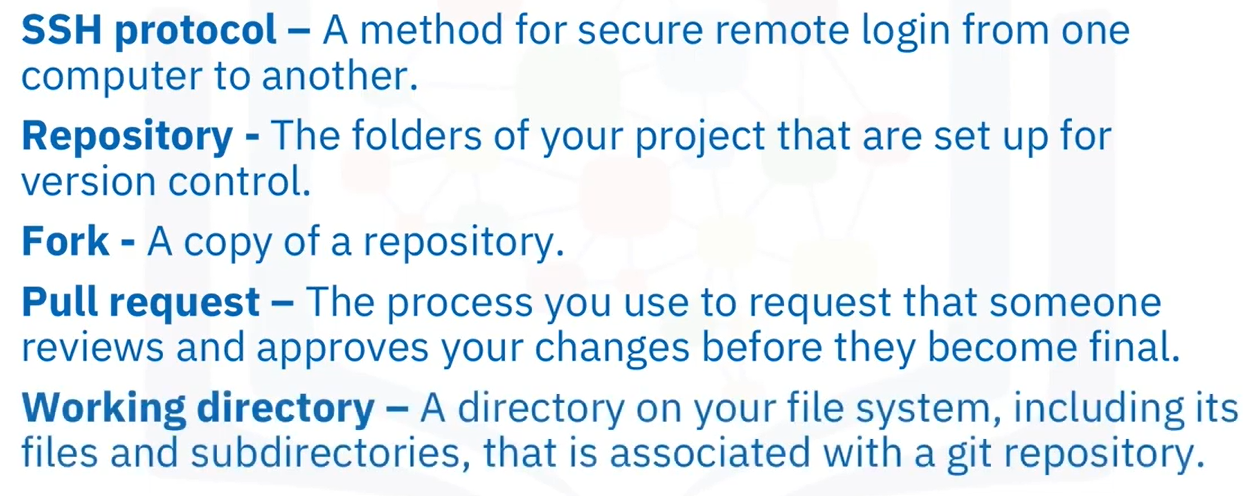 SSH protocol – A method for secure remote login from one
computer to another.
Repository - The folders of your project that are set up for
version control.
Fork - A copy of a repository.
Pull request – The process you use to request that someone
reviews and approves your changes before they become final.
Working directory – A directory on your file system, including its
files and subdirectories, that is associated with a git repository.